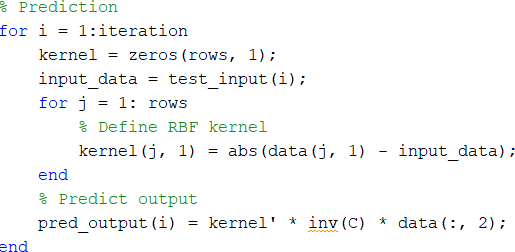 % Prediction
for i = 1:iteration
    kernel = zeros(rows, 1);
    input_data = test_input(i);
    for j = 1: rows
        % Define RBF kernel
        kernel(j, 1) = abs(data(j, 1) - input_data);
    end
    % Predict output
    pred_output(i) = kernel' * inv(C) * data(:, 2);
end